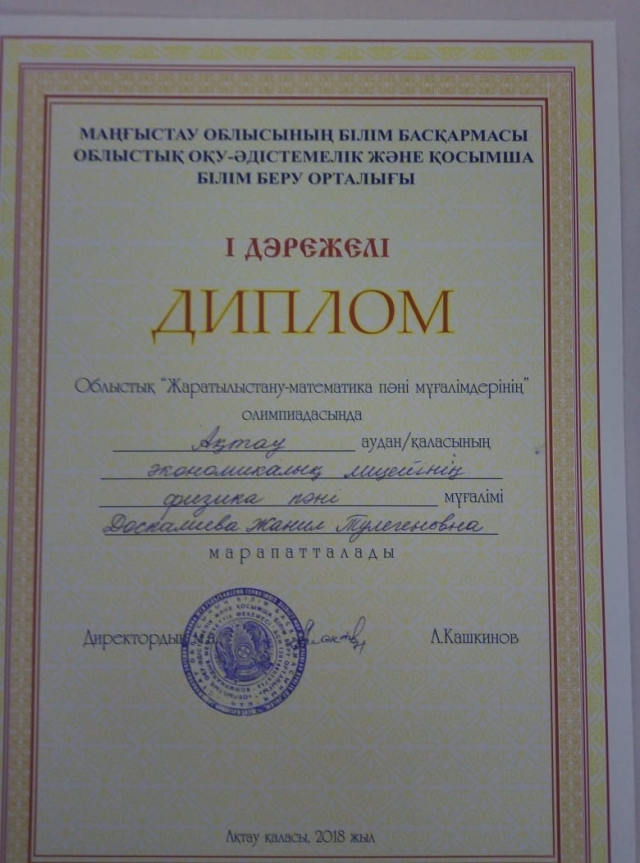 МАҢҒЫСТАУ ОБЛЫСЫНЫҢ БІЛІМ БАСҚАРМАСЫ
ОБЛЫСТЫҚ ОҚУ-ӘДІСТЕМЕЛІК ЖӘНЕ ҚОСЫМША
БІЛІМ БЕРУ ОРТАЛЫҒЫ
І ДӘРЕЖЕЛІ
ДИПЛОМ
Облыстық “Жаратылыстану-математика пәні мұғалімдерінің”
олимпиадасында
Ақтау аудан/қаласының
экономикалық лицейінің
физика пәні мұғалімі
Доскалиева Жанил Тулегеновна
марапатталады
Директордың м.а. А.Кашкинов
Ақтау қаласы, 2018 жыл